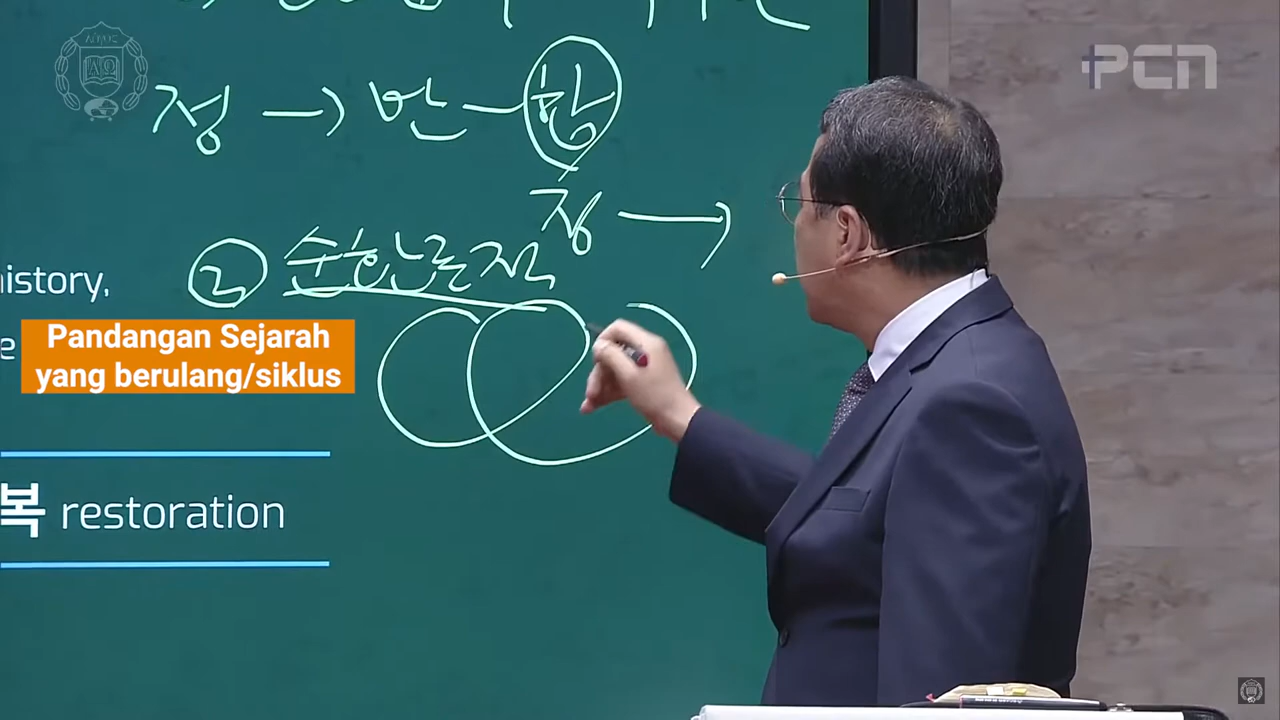 PCN
정 → 반 – 합
정 →
② 순환론적
history,
e
Pandangan Sejarah
yang berulang/siklus
복 restoration